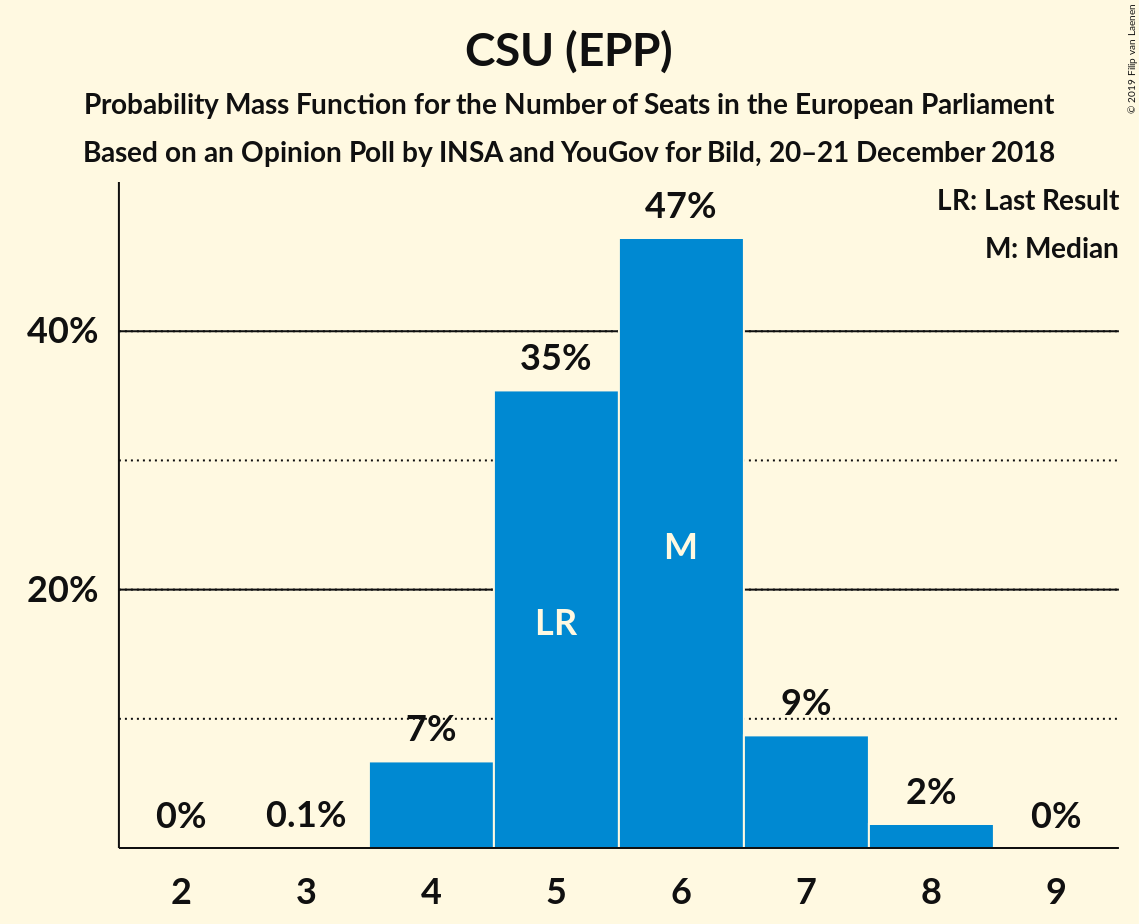 CSU (EPP)
Probability Mass Function for the Number of Seats in the European Parliament
Based on an Opinion Poll by INSA and YouGov for Bild, 20–21 December 2018
© 2019 Filip van Laenen
LR: Last Result
M: Median
47%
40%
35%
M
20%
LR
9%
7%
2%
0%
0.1%
0%
2 3 4 5 6 7 8 9